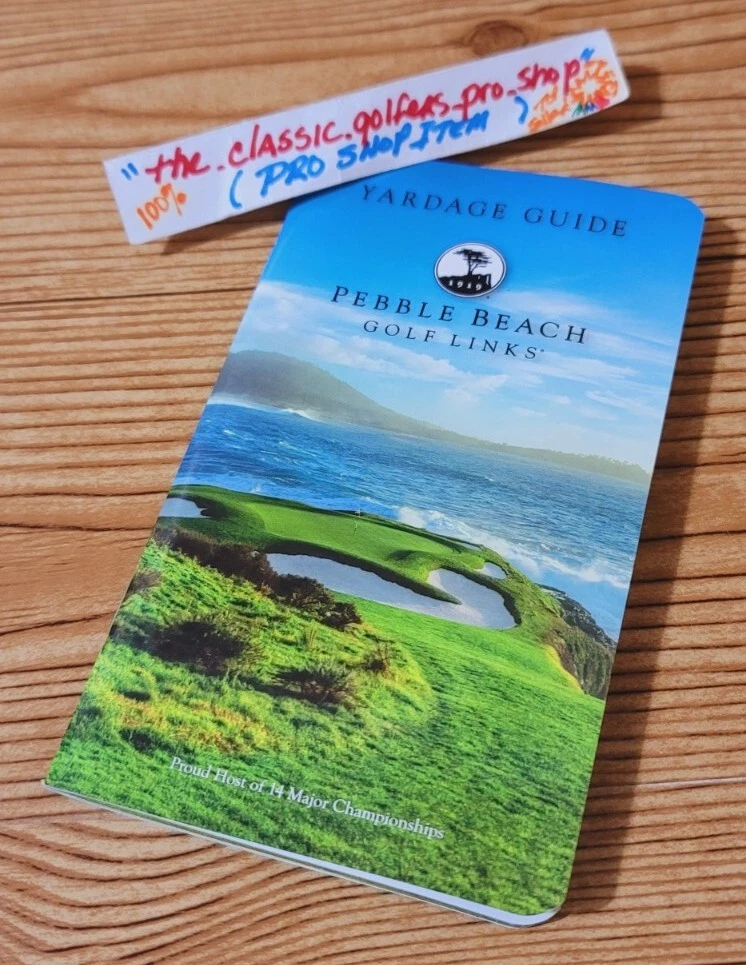 "the.classic.golfers.pro.shop"
100% (PRO SHOP ITEM)
YARDAGE GUIDE
1919
PEBBLE BEACH
GOLF LINKS®
Proud Host of 14 Major Championships